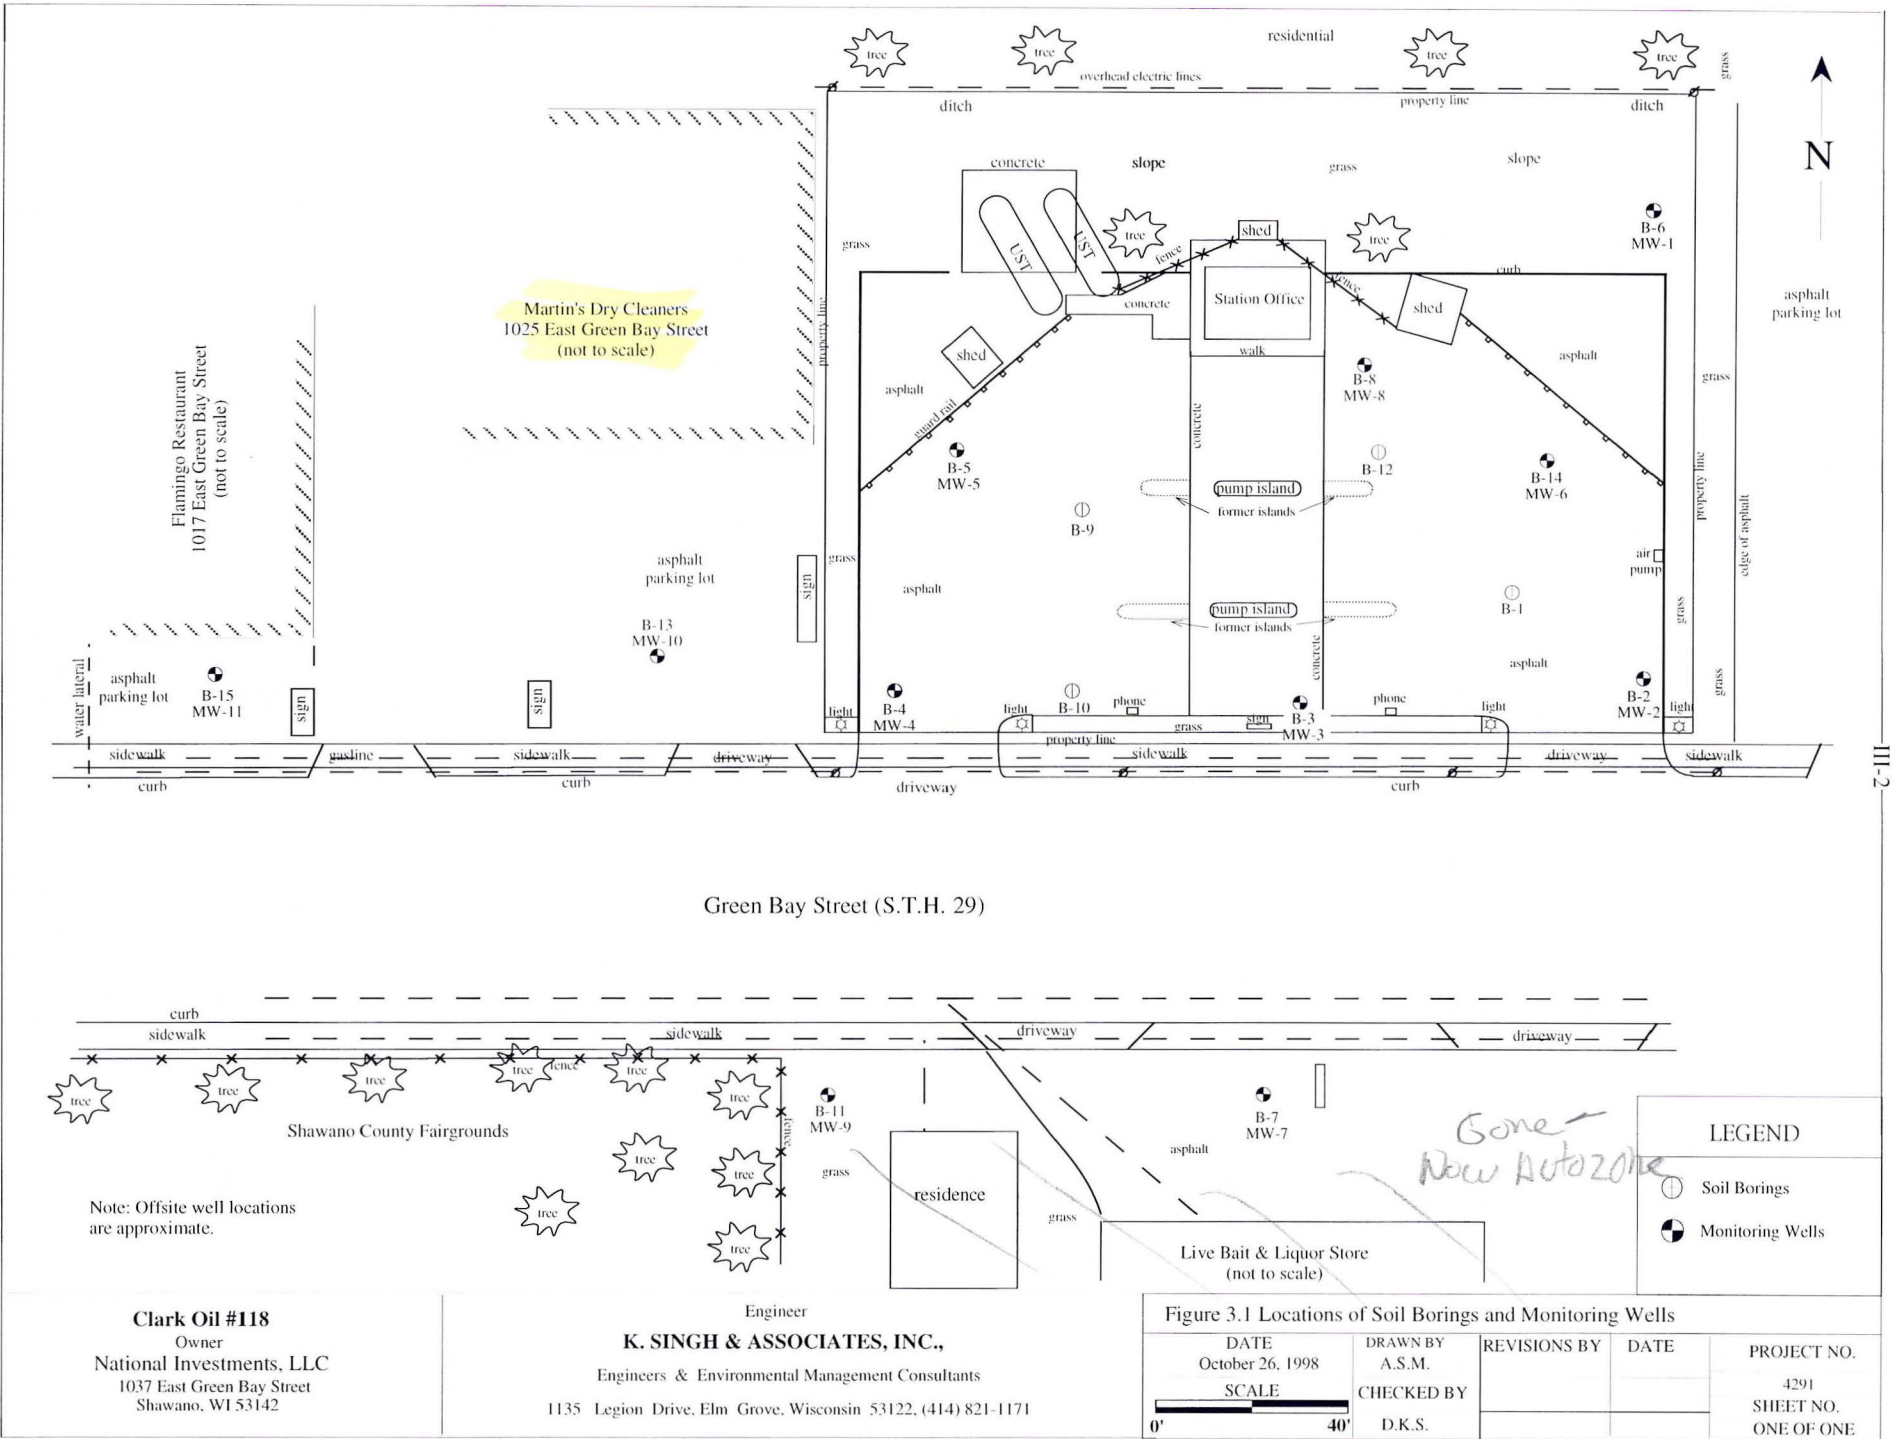 residential
tree
tree
tree
tree
grass
overhead electric lines
ditch
property line
ditch
N
concrete
slope
grass
slope
UST
UST
tree
fence
shed
tree
B-6
MW-1
grass
curb
fence
concrete
Station Office
shed
asphalt
parking lot
Martin's Dry Cleaners
1025 East Green Bay Street
(not to scale)
property line
Flamingo Restaurant
1017 East Green Bay Street
(not to scale)
shed
walk
asphalt
asphalt
B-8
MW-8
grass
guard rail
concrete
B-5
MW-5
B-12
B-14
MW-6
property line
pump island
former islands
B-9
edge of asphalt
grass
asphalt
parking lot
sign
asphalt
air
pump
B-1
pump island
former islands
grass
B-13
MW-10
concrete
asphalt
water lateral
asphalt
parking lot
B-15
MW-11
sign
sign
light
B-4
MW-4
light
B-10
phone
grass
sign
B-3
MW-3
phone
light
B-2
MW-2
light
grass
property line
sidewalk
gasline
sidewalk
driveway
sidewalk
driveway
sidewalk
curb
curb
driveway
curb
III-2
Green Bay Street (S.T.H. 29)
curb
sidewalk
sidewalk
driveway
driveway
tree
tree
tree
tree
fence
tree
tree
fence
B-11
MW-9
B-7
MW-7
Shawano County Fairgrounds
tree
tree
tree
tree
grass
residence
grass
asphalt
Gone -
Now Autozone
LEGEND
Soil Borings
Monitoring Wells
Note: Offsite well locations
are approximate.
Live Bait & Liquor Store
(not to scale)
Clark Oil #118
Owner
National Investments, LLC
1037 East Green Bay Street
Shawano, WI 53142
Engineer
K. SINGH & ASSOCIATES, INC.,
Engineers & Environmental Management Consultants
1135 Legion Drive, Elm Grove, Wisconsin 53122, (414) 821-1171
Figure 3.1 Locations of Soil Borings and Monitoring Wells
DATE
October 26, 1998
SCALE
0' 40'
DRAWN BY
A.S.M.
CHECKED BY
D.K.S.
REVISIONS BY
DATE
PROJECT NO.
4291
SHEET NO.
ONE OF ONE